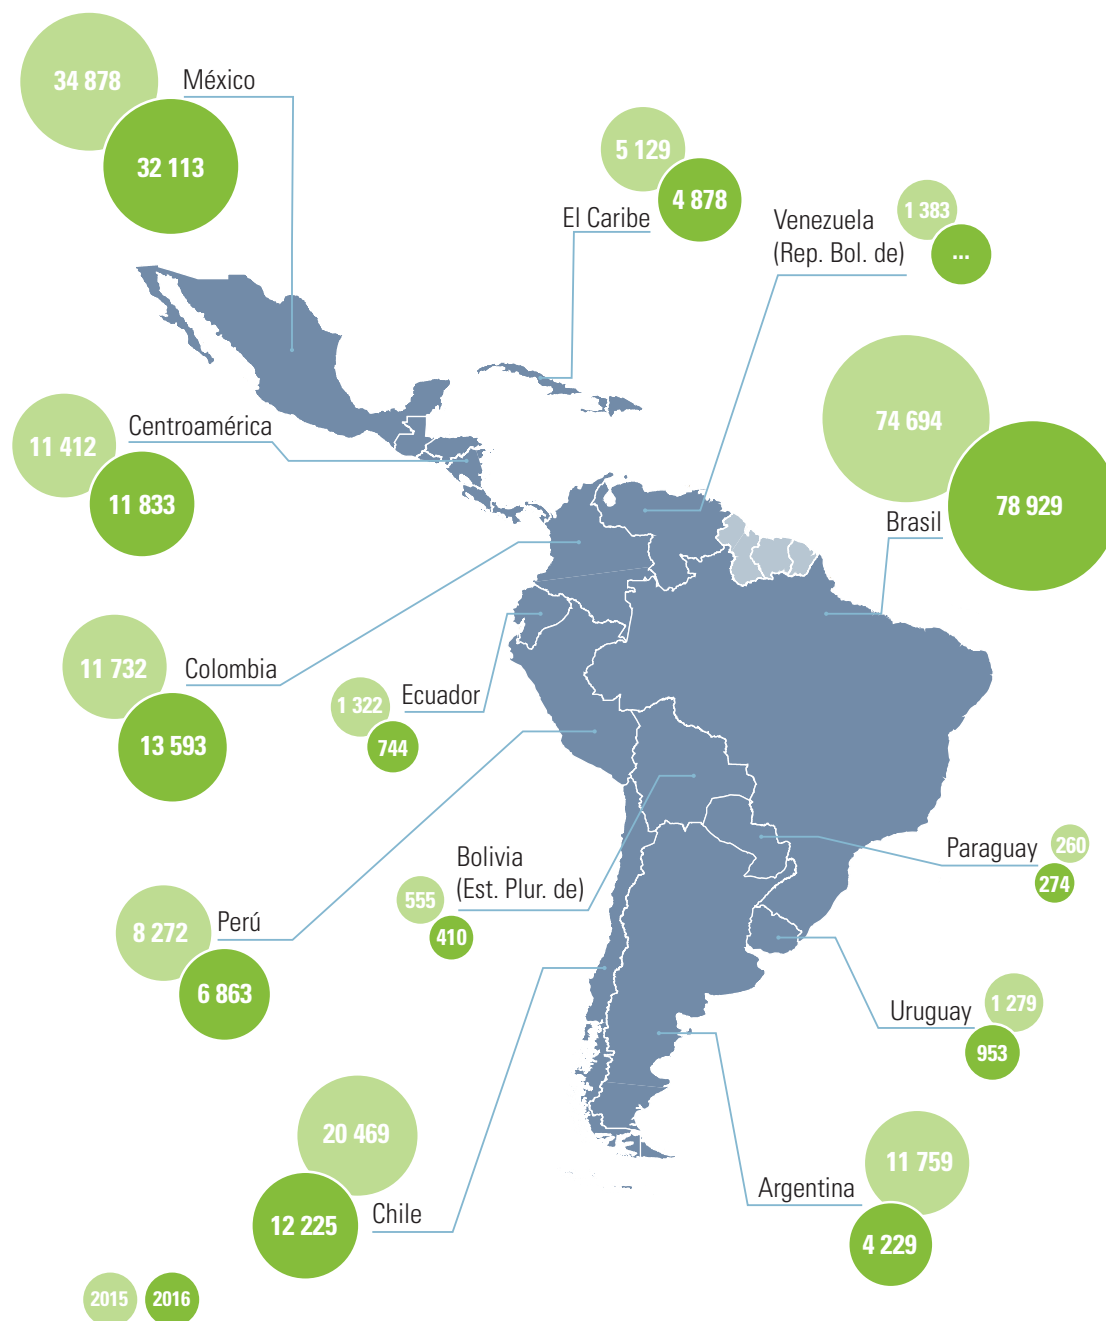 34 878
México
32 113
5 129
4 878
El Caribe
1 383
Venezuela
(Rep. Bol. de)
...
74 694
78 929
Brasil
11 412
Centroamérica
11 833
11 732
Colombia
13 593
1 322
Ecuador
744
Paraguay
260
274
Bolivia
(Est. Plur. de)
555
410
8 272
Perú
6 863
1 279
Uruguay
953
20 469
Chile
12 225
11 759
Argentina
4 229
2015
2016